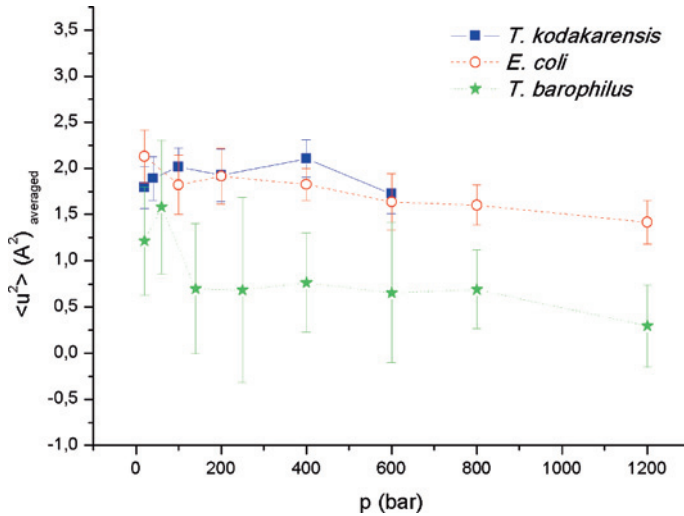 3,5
3,0
2,5
2,0
1,5
1,0
0,5
0,0
-0,5
-1,0
<u²> (A²) averaged
T. kodakarensis
E. coli
T. barophilus
0 200 400 600 800 1000 1200
p (bar)